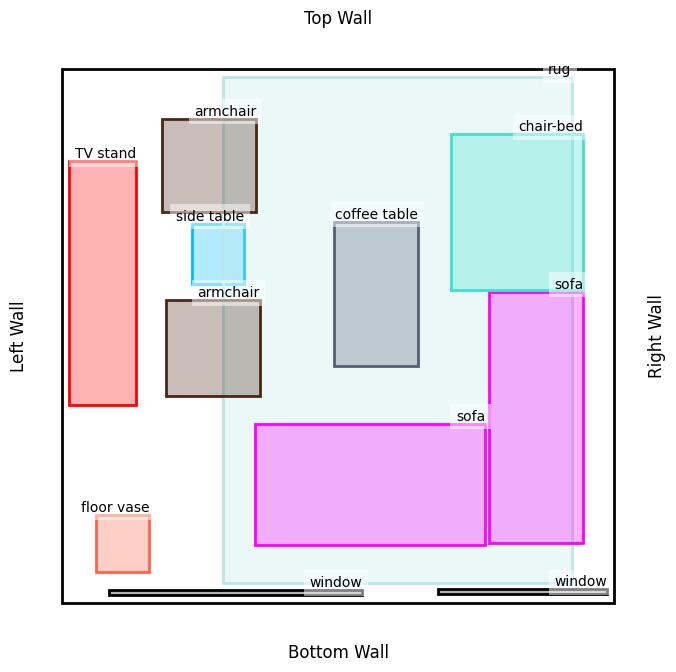 Top Wall
rug
armchair
chair-bed
TV stand
side table
coffee table
sofa
armchair
Left Wall
Right Wall
sofa
floor vase
window
window
Bottom Wall